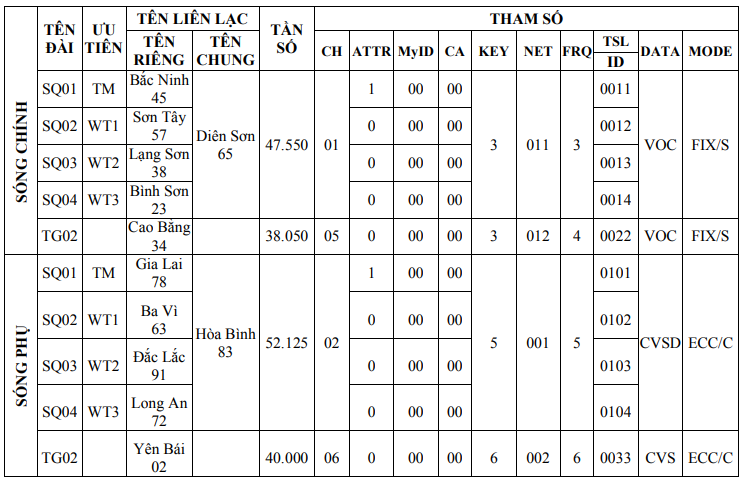 TÊN ĐÀI ƯU TIÊN TÊN LIÊN LẠC TẦN SỐ THAM SỐ
TÊN RIÊNG TÊN CHUNG CH ATTR MyID CA KEY NET FRQ TSL ID DATA MODE
SÓNG CHÍNH
SQ01 TM Bắc Ninh 45 Diên Sơn 65 47.550 01 1 00 00 3 011 3 0011 VOC FIX/S
SQ02 WT1 Sơn Tây 57 0 00 00 0012
SQ03 WT2 Lạng Sơn 38 0 00 00 0013
SQ04 WT3 Bình Sơn 23 0 00 00 0014
TG02 Cao Bằng 34 38.050 05 0 00 00 3 012 4 0022 VOC FIX/S
SÓNG PHỤ
SQ01 TM Gia Lai 78 Hòa Bình 83 52.125 02 1 00 00 5 001 5 0101 CVSD ECC/C
SQ02 WT1 Ba Vì 63 0 00 00 0102
SQ03 WT2 Đắc Lắc 91 0 00 00 0103
SQ04 WT3 Long An 72 0 00 00 0104
TG02 Yên Bái 02 40.000 06 0 00 00 6 002 6 0033 CVS ECC/C